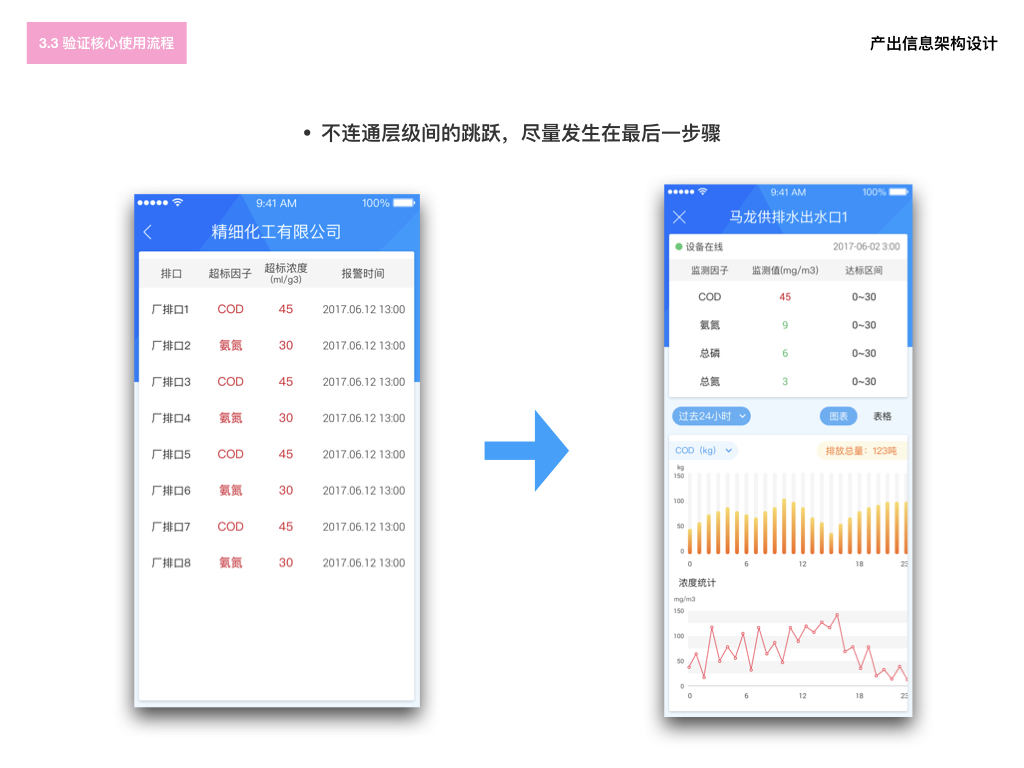 3.3 验证核心使用流程
产出信息架构设计
• 不连通层级间的跳跃，尽量发生在最后一步骤
9:41 AM 100%
精细化工有限公司
排口 超标因子 超标浓度 (ml/g3) 报警时间
厂排口1 COD 45 2017.06.12 13:00
厂排口2 氨氮 30 2017.06.12 13:00
厂排口3 COD 45 2017.06.12 13:00
厂排口4 氨氮 30 2017.06.12 13:00
厂排口5 COD 45 2017.06.12 13:00
厂排口6 氨氮 30 2017.06.12 13:00
厂排口7 COD 45 2017.06.12 13:00
厂排口8 氨氮 30 2017.06.12 13:00
9:41 AM 100%
马龙供排水出水口1
设备在线 2017-06-02 3:00
监测因子 监测值(mg/m3) 达标区间
COD 45 0~30
氨氮 9 0~30
总磷 6 0~30
总氮 3 0~30
过去24小时 图表 表格
COD（kg） 排放总量：123吨
kg
150
100
50
0
0 6 12 18 23
浓度统计
mg/m3
150
100
50
0
0 6 12 18 23